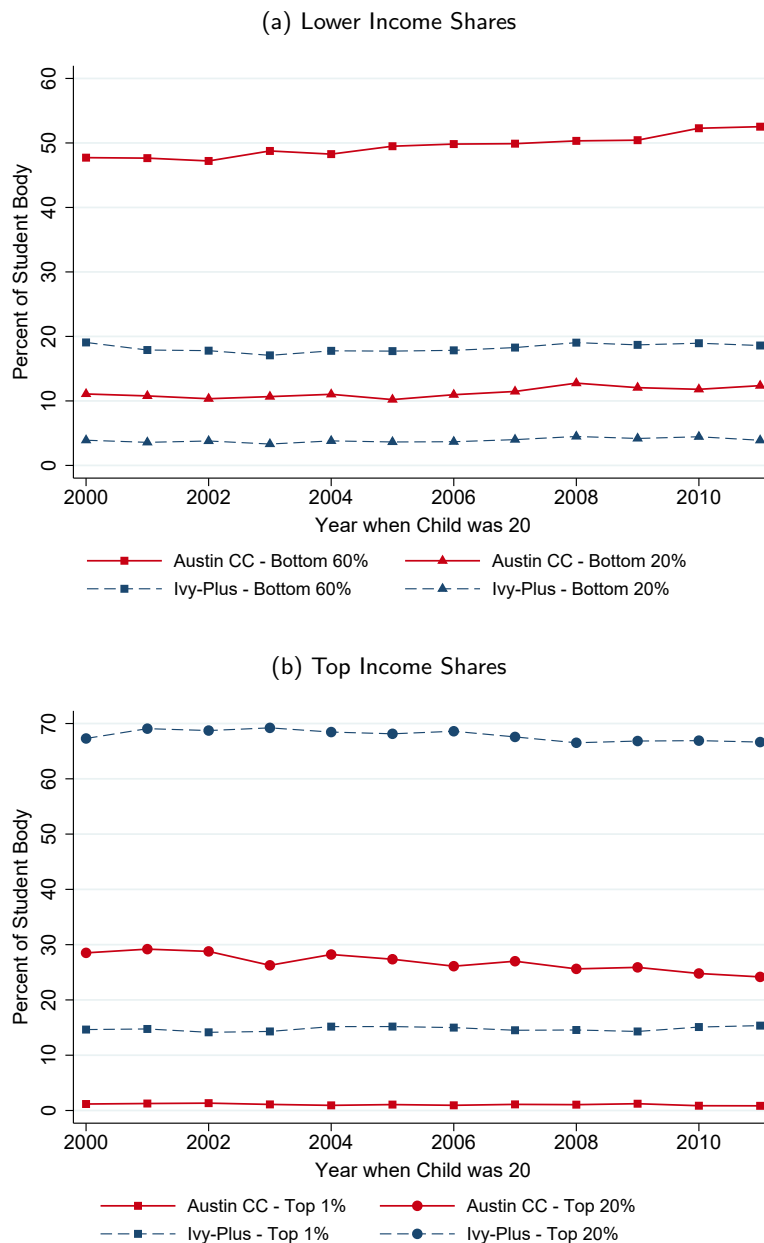 (a) Lower Income Shares
Percent of Student Body
60
50
40
30
20
10
0
2000 2002 2004 2006 2008 2010
Year when Child was 20
Austin CC - Bottom 60% Austin CC - Bottom 20%
Ivy-Plus - Bottom 60% Ivy-Plus - Bottom 20%
(b) Top Income Shares
Percent of Student Body
70
60
50
40
30
20
10
0
2000 2002 2004 2006 2008 2010
Year when Child was 20
Austin CC - Top 1% Austin CC - Top 20%
Ivy-Plus - Top 1% Ivy-Plus - Top 20%